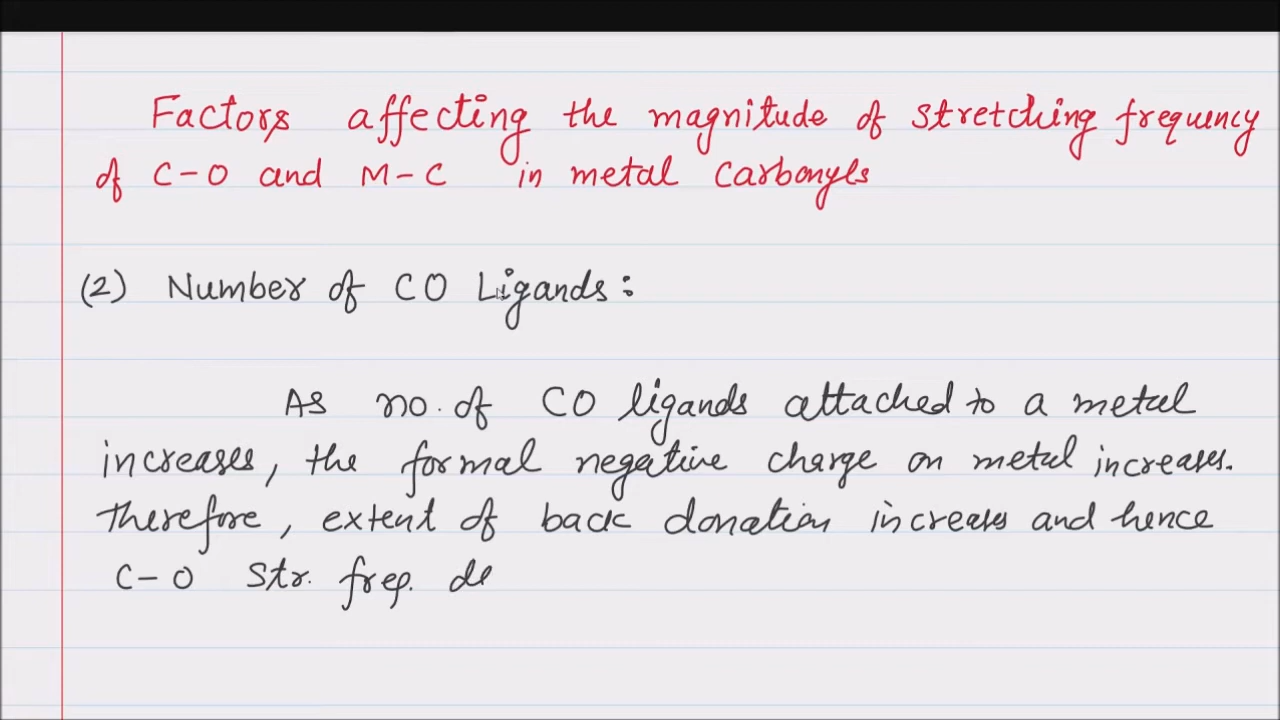 Factors affecting the magnitude of stretching frequency
of C-O and M-C in metal carbonyls
(2) Number of CO Ligands:
As no. of CO ligands attached to a metal
increases, the formal negative charge on metal increases.
Therefore, extent of back donation increases and hence
C-O Str. freq. de